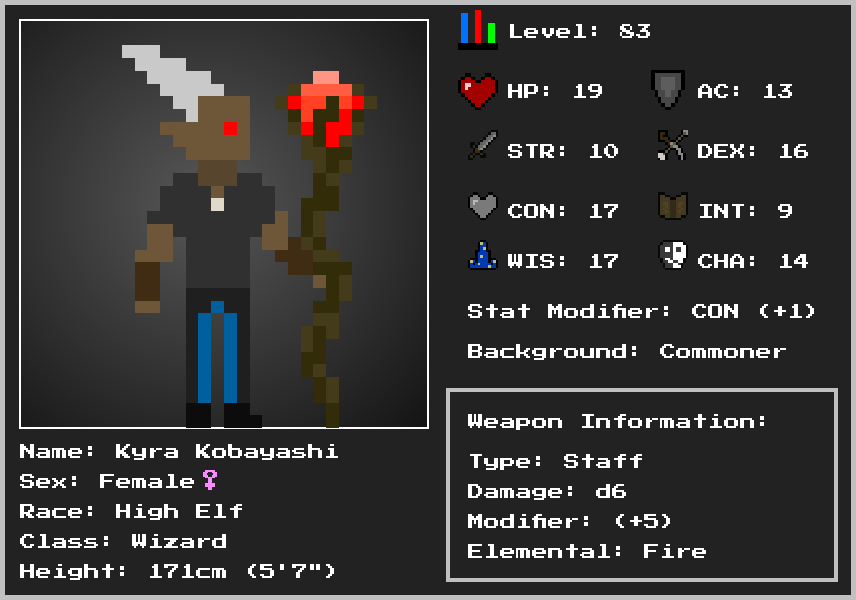 Level: 83
HP: 19
AC: 13
STR: 10
DEX: 16
CON: 17
INT: 9
WIS: 17
CHA: 14
Stat Modifier: CON (+1)
Background: Commoner
Weapon Information:
Type: Staff
Damage: d6
Modifier: (+5)
Elemental: Fire
Name: Kyra Kobayashi
Sex: Female♀
Race: High Elf
Class: Wizard
Height: 171cm (5'7")